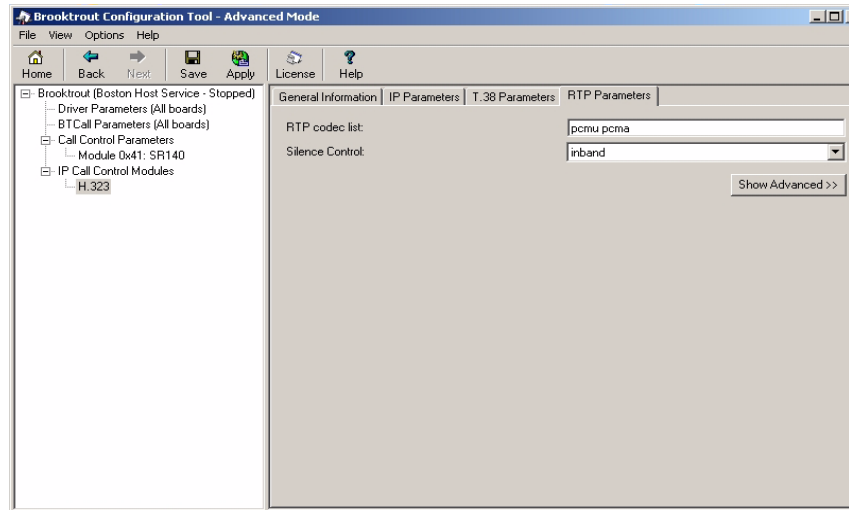 Brooktrout Configuration Tool - Advanced Mode
File View Options Help
Home Back Next Save Apply License Help
Brooktrout (Boston Host Service - Stopped)
Driver Parameters (All boards)
BTCall Parameters (All boards)
Call Control Parameters
Module 0x41: SR140
IP Call Control Modules
H.323
General Information IP Parameters T.38 Parameters RTP Parameters
RTP codec list: pcmu pcma
Silence Control: inband
Show Advanced >>